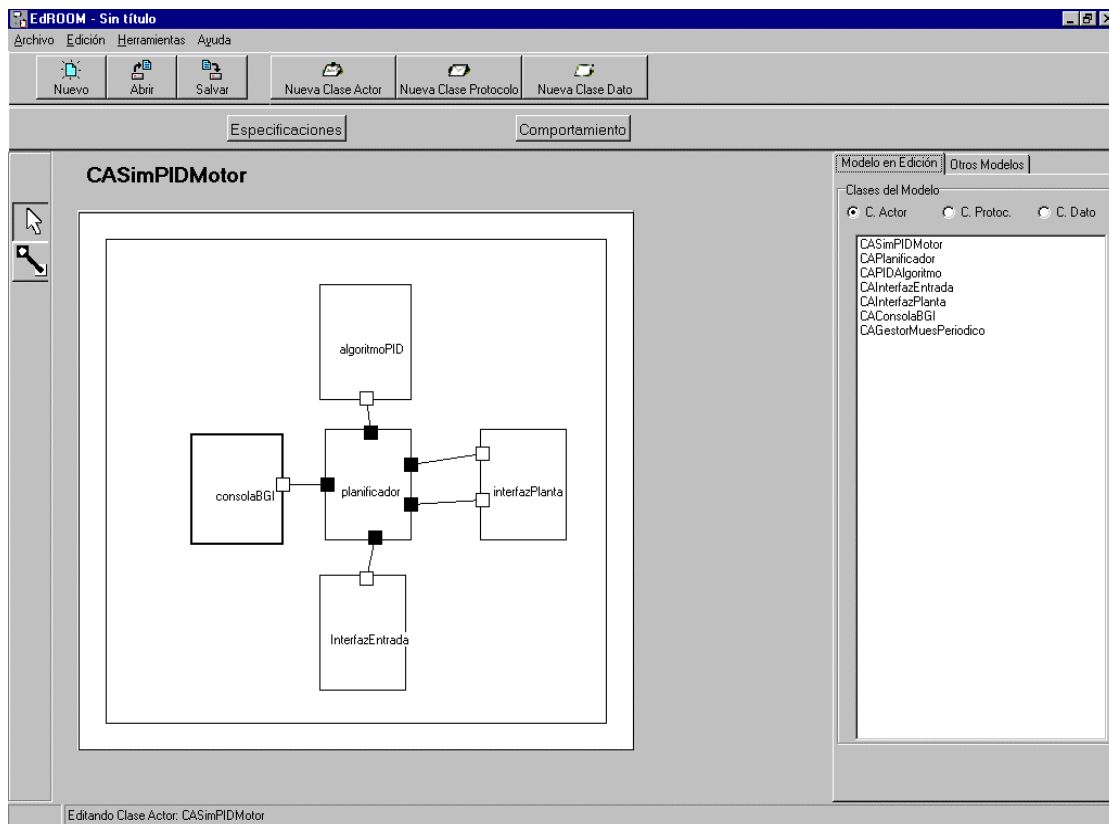 EdROOM - Sin título
Archivo Edición Herramientas Ayuda
Nuevo Abrir Salvar Nueva Clase Actor Nueva Clase Protocolo Nueva Clase Dato
Especificaciones Comportamiento
CASimPIDMotor
Modelo en Edición Otros Modelos
Clases del Modelo
C. Actor C. Protoc. C. Dato
CASimPIDMotor
CAPlanificador
CAPIDAlgoritmo
CAInterfazEntrada
CAInterfazPlanta
CAConsolaBGI
CAGestorMuesPeriodico
algoritmoPID
consolaBGI planificador interfazPlanta
InterfazEntrada
Editando Clase Actor: CASimPIDMotor